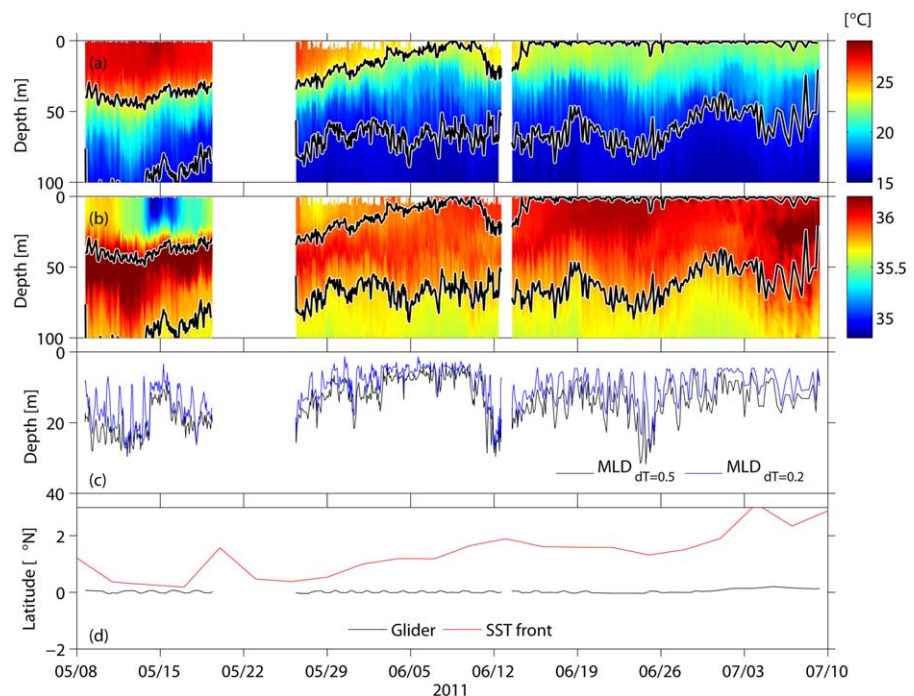 [°C]
0
(a)
Depth [m]
50
100
25
20
15
0
(b)
Depth [m]
50
100
36
35.5
35
0
Depth [m]
20
40
(c)
MLD dT=0.5
MLD dT=0.2
Latitude [ °N]
2
0
−2
(d)
Glider
SST front
05/08 05/15 05/22 05/29 06/05 06/12 06/19 06/26 07/03 07/10
2011